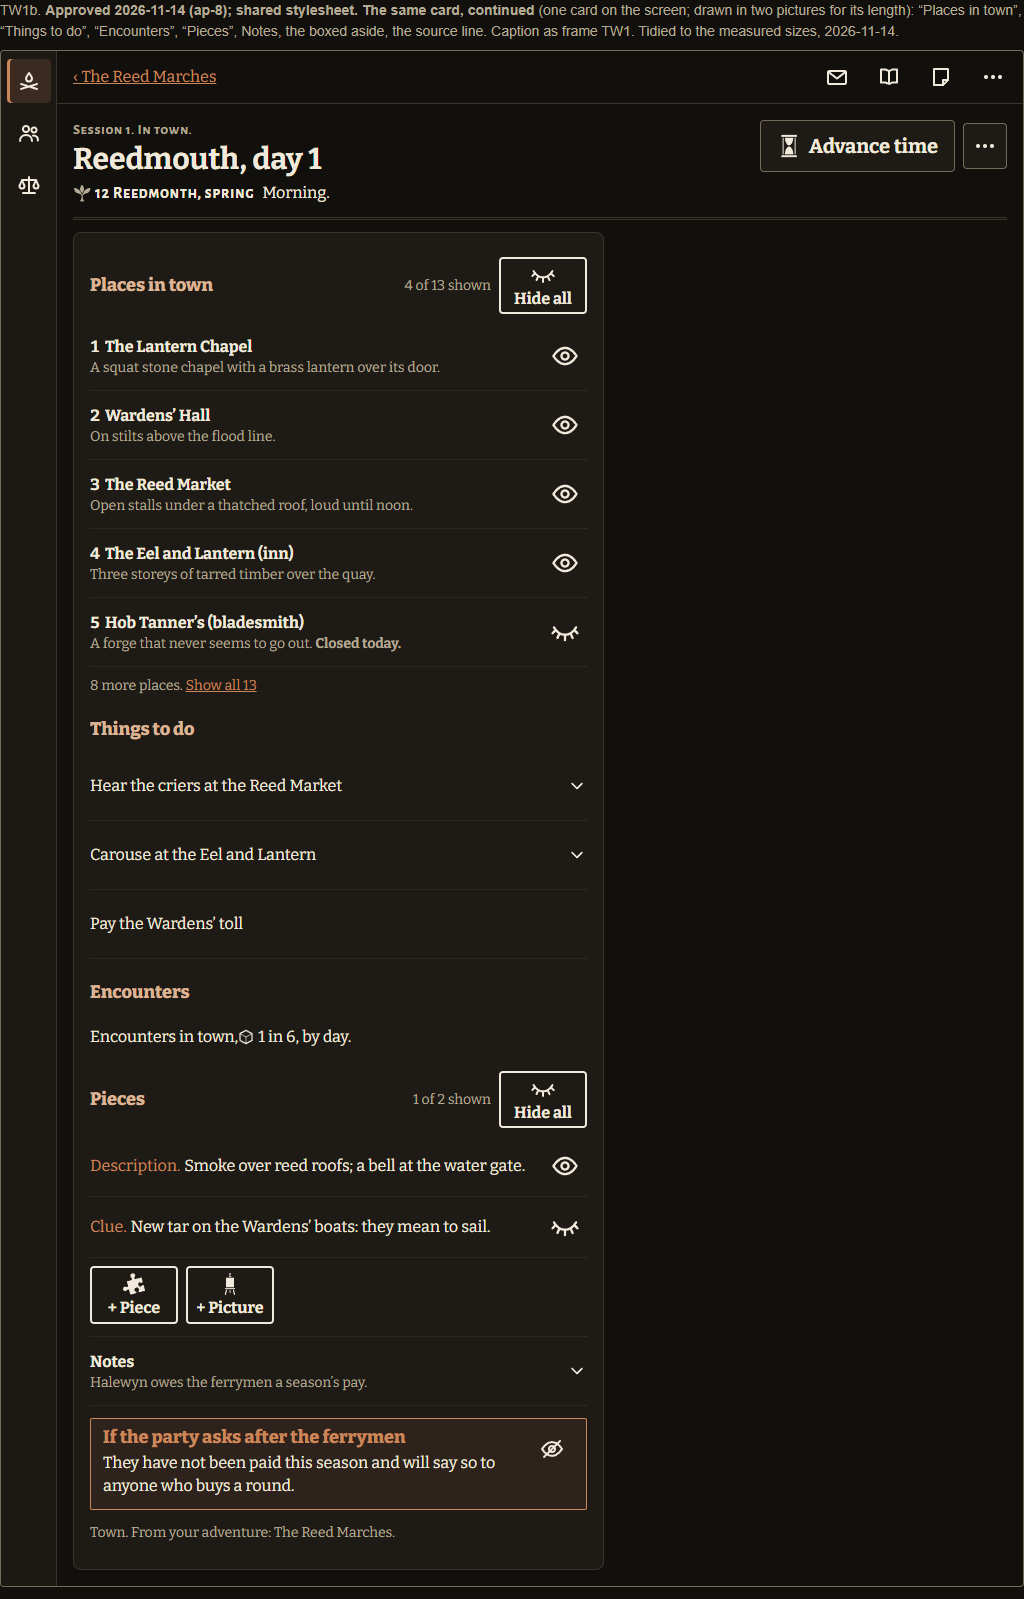 TW1b. Approved 2026-11-14 (ap-8); shared stylesheet. The same card, continued (one card on the screen; drawn in two pictures for its length): “Places in town”,
“Things to do”, “Encounters”, “Pieces”, Notes, the boxed aside, the source line. Caption as frame TW1. Tidied to the measured sizes, 2026-11-14.
‹ The Reed Marches
Session 1. In town.
Reedmouth, day 1
Advance time
12 Reedmonth, spring Morning.
Places in town
4 of 13 shown
Hide all
1 The Lantern Chapel
A squat stone chapel with a brass lantern over its door.
2 Wardens’ Hall
On stilts above the flood line.
3 The Reed Market
Open stalls under a thatched roof, loud until noon.
4 The Eel and Lantern (inn)
Three storeys of tarred timber over the quay.
5 Hob Tanner’s (bladesmith)
A forge that never seems to go out. Closed today.
8 more places. Show all 13
Things to do
Hear the criers at the Reed Market
Carouse at the Eel and Lantern
Pay the Wardens’ toll
Encounters
Encounters in town, 1 in 6, by day.
Pieces
1 of 2 shown
Hide all
Description. Smoke over reed roofs; a bell at the water gate.
Clue. New tar on the Wardens’ boats: they mean to sail.
+ Piece
+ Picture
Notes
Halewyn owes the ferrymen a season’s pay.
If the party asks after the ferrymen
They have not been paid this season and will say so to
anyone who buys a round.
Town. From your adventure: The Reed Marches.